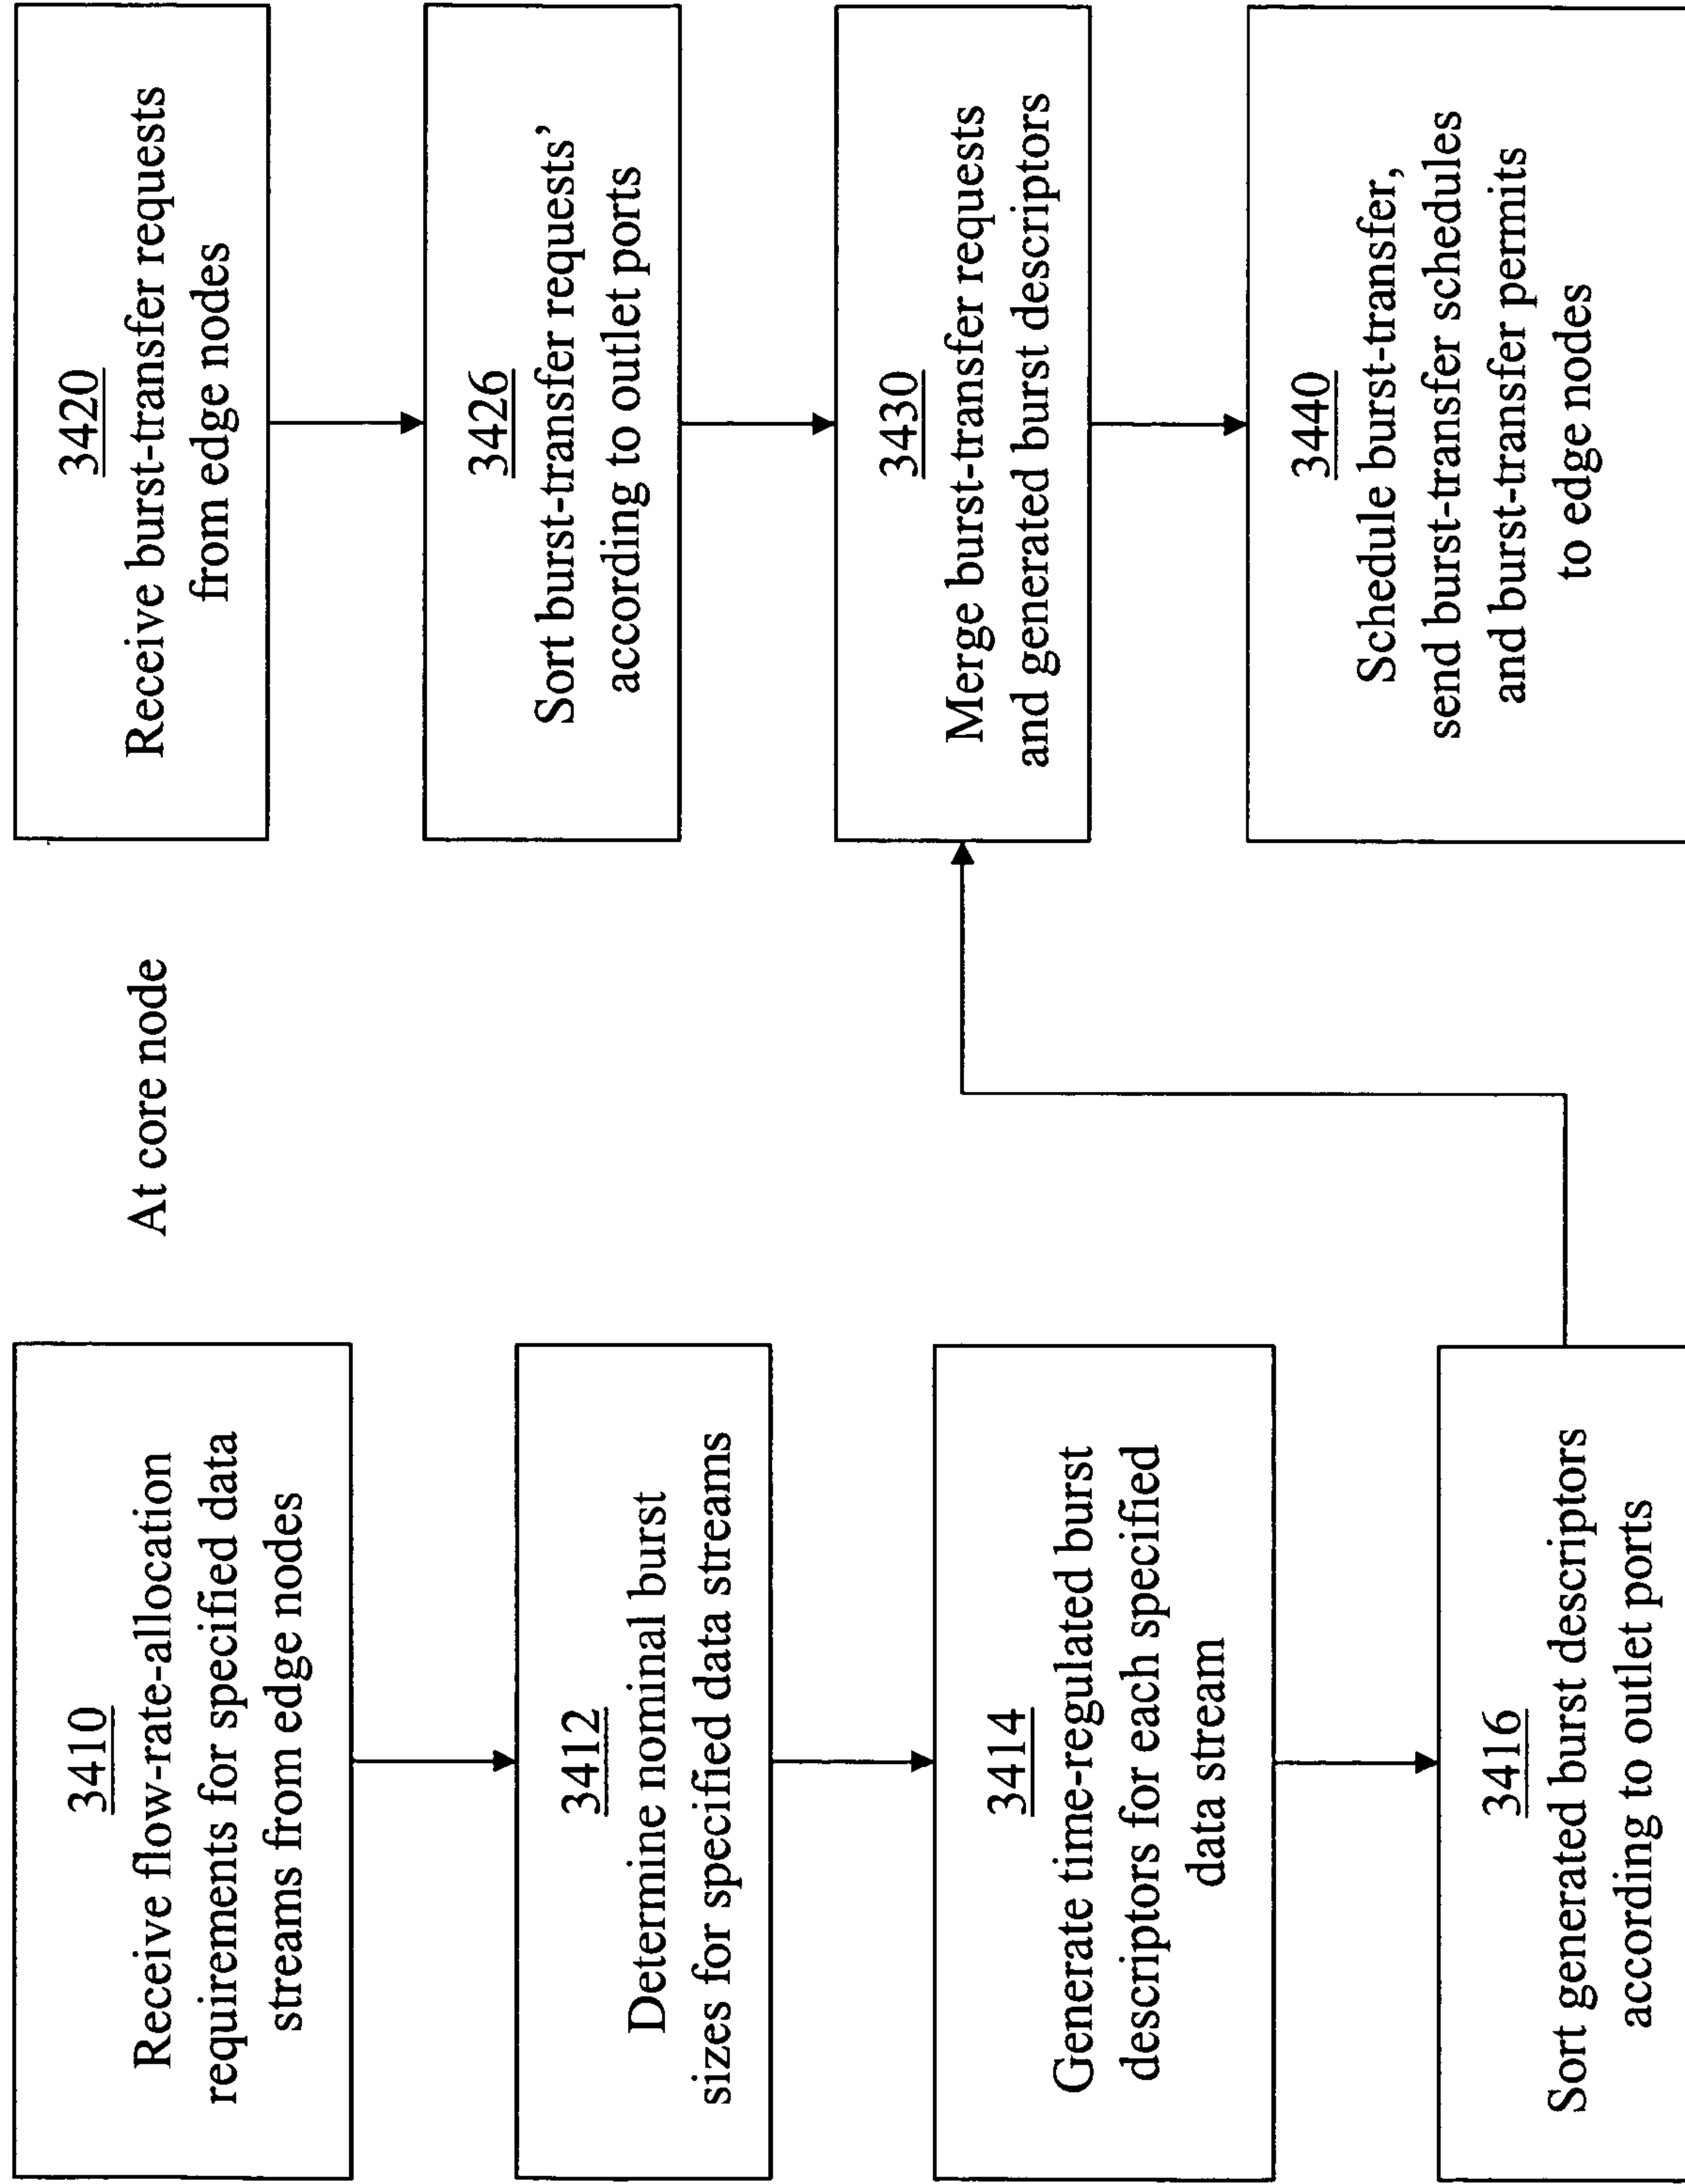 At core node
3410
Receive flow-rate-allocation
requirements for specified data
streams from edge nodes
3412
Determine nominal burst
sizes for specified data streams
3414
Generate time-regulated burst
descriptors for each specified
data stream
3416
Sort generated burst descriptors
according to outlet ports
3420
Receive burst-transfer requests
from edge nodes
3426
Sort burst-transfer requests’
according to outlet ports
3430
Merge burst-transfer requests
and generated burst descriptors
3440
Schedule burst-transfer,
send burst-transfer schedules
and burst-transfer permits
to edge nodes